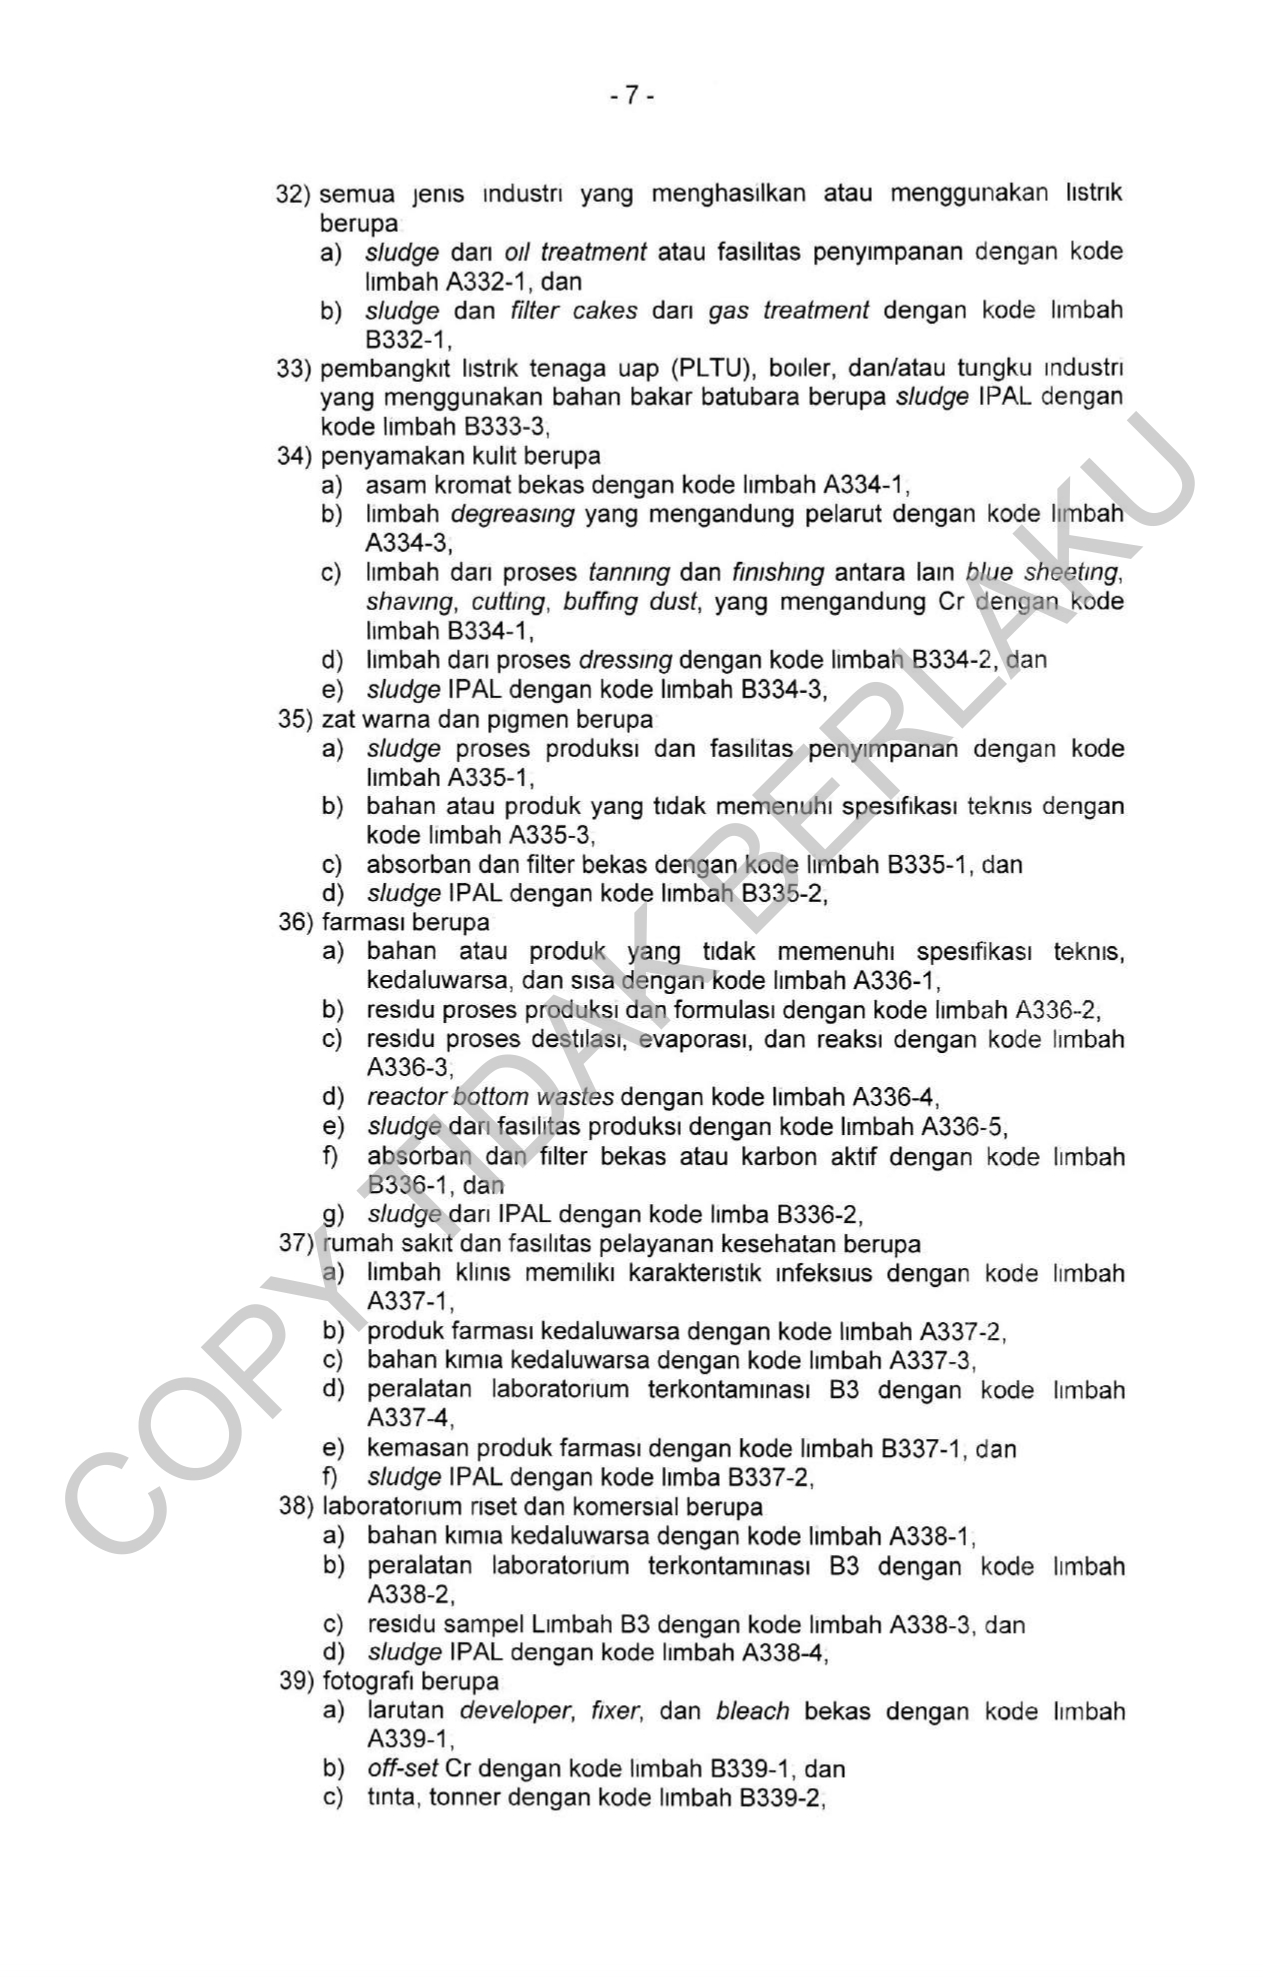 - 7 -
32) semua jenis industri yang menghasilkan atau menggunakan listrik
berupa
a) sludge dari oil treatment atau fasilitas penyimpanan dengan kode
limbah A332-1, dan
b) sludge dan filter cakes dari gas treatment dengan kode limbah
B332-1,
33) pembangkit listrik tenaga uap (PLTU), boiler, dan/atau tungku industri
yang menggunakan bahan bakar batubara berupa sludge IPAL dengan
kode limbah B333-3,
34) penyamakan kulit berupa
a) asam kromat bekas dengan kode limbah A334-1,
b) limbah degreasing yang mengandung pelarut dengan kode limbah
A334-3,
c) limbah dari proses tanning dan finishing antara lain blue sheeting,
shaving, cutting, buffing dust, yang mengandung Cr dengan kode
limbah B334-1,
d) limbah dari proses dressing dengan kode limbah B334-2, dan
e) sludge IPAL dengan kode limbah B334-3,
35) zat warna dan pigmen berupa
a) sludge proses produksi dan fasilitas penyimpanan dengan kode
limbah A335-1,
b) bahan atau produk yang tidak memenuhi spesifikasi teknis dengan
kode limbah A335-3,
c) absorban dan filter bekas dengan kode limbah B335-1, dan
d) sludge IPAL dengan kode limbah B335-2,
36) farmasi berupa
a) bahan atau produk yang tidak memenuhi spesifikasi teknis,
kedaluwarsa, dan sisa dengan kode limbah A336-1,
b) residu proses produksi dan formulasi dengan kode limbah A336-2,
c) residu proses destilasi, evaporasi, dan reaksi dengan kode limbah
A336-3,
d) reactor bottom wastes dengan kode limbah A336-4,
e) sludge dari fasilitas produksi dengan kode limbah A336-5,
f) absorban dan filter bekas atau karbon aktif dengan kode limbah
B336-1, dan
g) sludge dari IPAL dengan kode limba B336-2,
37) rumah sakit dan fasilitas pelayanan kesehatan berupa
a) limbah klinis memiliki karakteristik infeksius dengan kode limbah
A337-1,
b) produk farmasi kedaluwarsa dengan kode limbah A337-2,
c) bahan kimia kedaluwarsa dengan kode limbah A337-3,
d) peralatan laboratorium terkontaminasi B3 dengan kode limbah
A337-4,
e) kemasan produk farmasi dengan kode limbah B337-1, dan
f) sludge IPAL dengan kode limba B337-2,
38) laboratorium riset dan komersial berupa
a) bahan kimia kedaluwarsa dengan kode limbah A338-1,
b) peralatan laboratorium terkontaminasi B3 dengan kode limbah
A338-2,
c) residu sampel Limbah B3 dengan kode limbah A338-3, dan
d) sludge IPAL dengan kode limbah A338-4,
39) fotografi berupa
a) larutan developer, fixer, dan bleach bekas dengan kode limbah
A339-1,
b) off-set Cr dengan kode limbah B339-1, dan
c) tinta, tonner dengan kode limbah B339-2,
COPY TIDAK BERLAKU